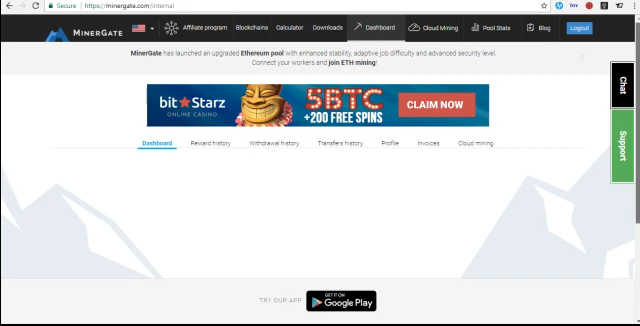 Secure https://minergate.com/internal
MINERGATE Affiliate program Blockchains Calculator Downloads Dashboard Cloud Mining Pool Stats Blog Logout
MinerGate has launched an upgraded Ethereum pool with enhanced stability, adaptive job difficulty and advanced security level.
Connect your workers and join ETH mining!
X
Chat
Support
bitStarz
ONLINE CASINO
5BTC
+200 FREE SPINS
CLAIM NOW
Dashboard Reward history Withdrawal history Transfers history Profile Invoices Cloud mining
TRY OUR APP
GET IT ON
Google Play